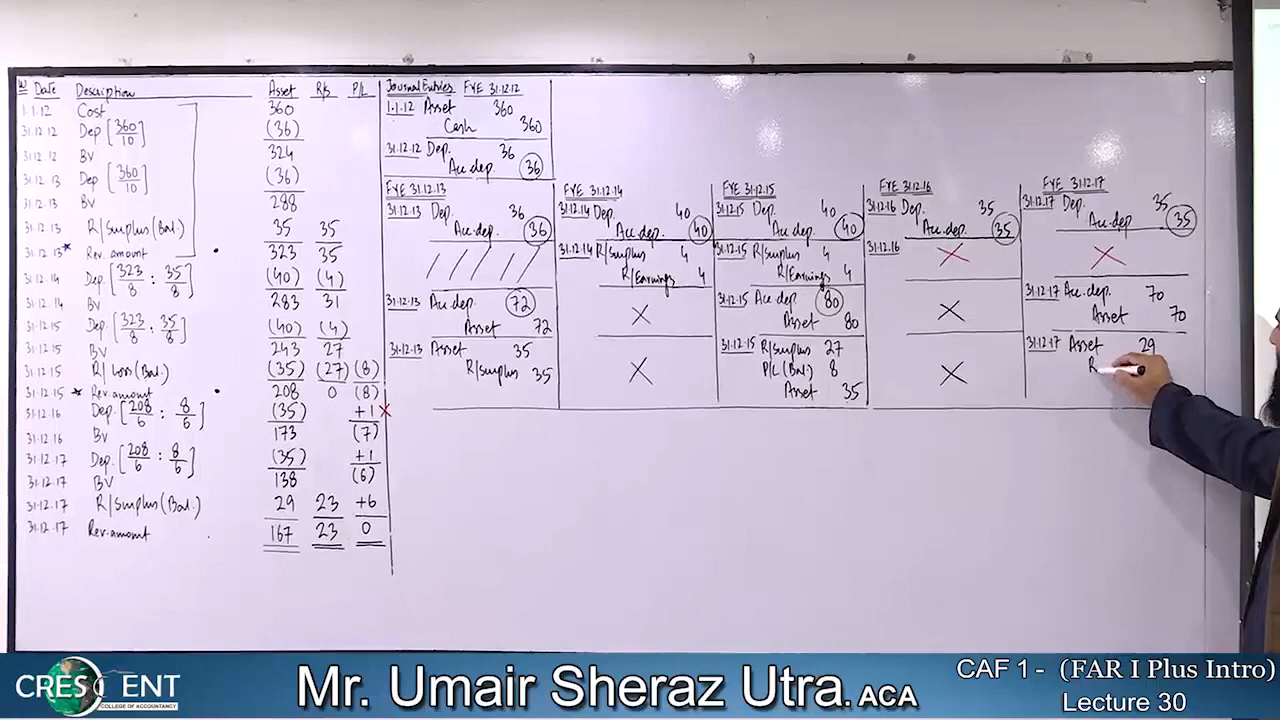 W Date Description Asset R/S P/L
1.1.12 Cost 360
31.12.12 Dep [360/10] (36)
31.12.12 BV 324
31.12.13 Dep [360/10] (36)
31.12.13 BV 288
31.12.13 R/Surplus (Bal.) 35 35
31.12.13* Rev. amount 323 35
31.12.14 Dep. [323/8 : 35/8] (40) (4)
31.12.14 BV 283 31
31.12.15 Dep. [323/8 : 35/8] (40) (4)
31.12.15 BV 243 27
31.12.15 R/Loss (Bal.) (35) (27) (8)
31.12.15 * Rev. amount 208 0 (8)
31.12.16 Dep. [208/6 : 8/6] (35) +1 ×
31.12.16 BV 173 (7)
31.12.17 Dep. [208/6 : 8/6] (35) +1
31.12.17 BV 138 (6)
31.12.17 R/Surplus (Bal.) 29 23 +6
31.12.17 Rev. amount 167 23 0
Journal Entries FYE 31.12.12
1.1.12 Asset 360
Cash 360
31.12.12 Dep. 36
Acc. dep. 36
FYE 31.12.13
31.12.13 Dep. 36
Acc. dep. 36
31.12.13 Acc. dep. 72
Asset 72
31.12.13 Asset 35
R/Surplus 35
FYE 31.12.14
31.12.14 Dep. 40
Acc. dep. 40
31.12.14 R/Surplus 4
R/Earnings 4
FYE 31.12.15
31.12.15 Dep. 40
Acc. dep. 40
31.12.15 R/Surplus 4
R/Earnings 4
31.12.15 Acc. dep. 80
Asset 80
31.12.15 R/Surplus 27
P/L (Bal.) 8
Asset 35
FYE 31.12.16
31.12.16 Dep. 35
Acc. dep. 35
31.12.16
FYE 31.12.17
31.12.17 Dep. 35
Acc. dep. 35
31.12.17 Acc. dep. 70
Asset 70
31.12.17 Asset 29
R
CRESCENT
COLLEGE OF ACCOUNTANCY
Mr. Umair Sheraz Utra. ACA
CAF 1 - (FAR I Plus Intro)
Lecture 30